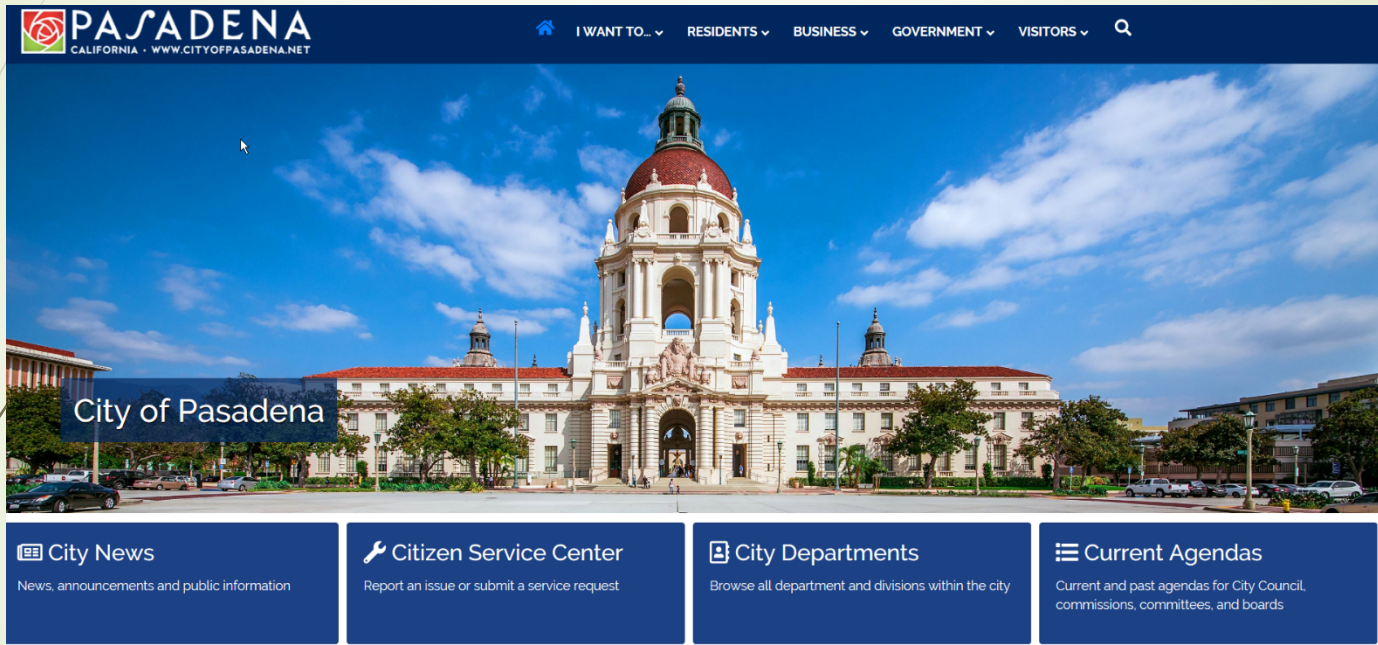 PASADENA
CALIFORNIA · WWW.CITYOFPASADENA.NET
I WANT TO... RESIDENTS BUSINESS GOVERNMENT VISITORS
City of Pasadena
City News
News, announcements and public information
Citizen Service Center
Report an issue or submit a service request
City Departments
Browse all department and divisions within the city
Current Agendas
Current and past agendas for City Council,
commissions, committees, and boards